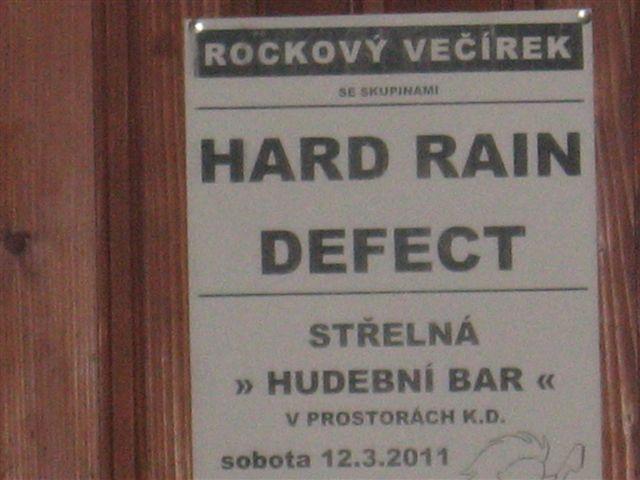 ROCKOVÝ VEČÍREK
SE SKUPINAMI
HARD RAIN
DEFECT
STŘELNÁ
» HUDEBNÍ BAR «
V PROSTORÁCH K.D.
sobota 12.3.2011